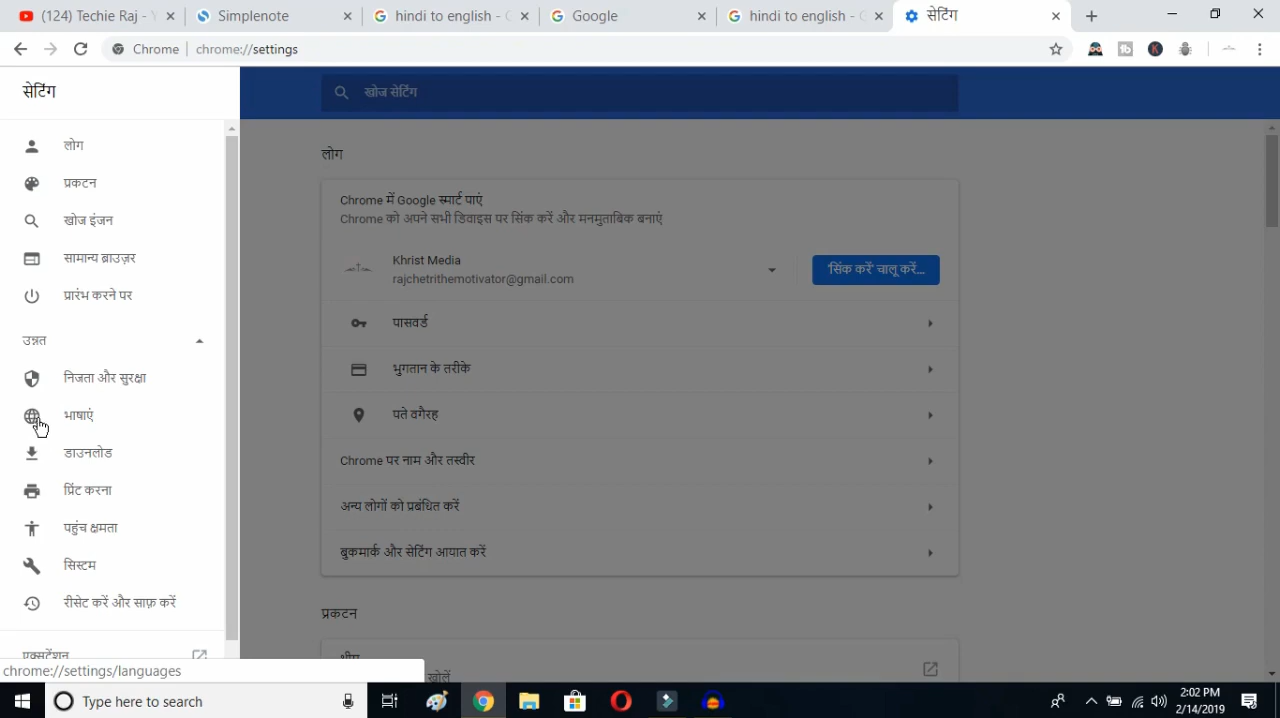 (124) Techie Raj - Y
Simplenote
hindi to english - G
Google
hindi to english - G
सेटिंग
Chrome
chrome://settings
सेटिंग
खोज सेटिंग
लोग
प्रकटन
खोज इंजन
सामान्य ब्राउज़र
प्रारंभ करने पर
उन्नत
निजता और सुरक्षा
भाषाएं
डाउनलोड
प्रिंट करना
पहुंच क्षमता
सिस्टम
रीसेट करें और साफ़ करें
एक्सटेंशन
chrome://settings/languages
लोग
Chrome में Google स्मार्ट पाएं
Chrome को अपने सभी डिवाइस पर सिंक करें और मनमुताबिक बनाएं
Khrist Media
rajchetrithemotivator@gmail.com
'सिंक करें' चालू करें...
पासवर्ड
भुगतान के तरीके
पते वगैरह
Chrome पर नाम और तस्वीर
अन्य लोगों को प्रबंधित करें
बुकमार्क और सेटिंग आयात करें
प्रकटन
थीम
खोलें
Type here to search
2:02 PM
2/14/2019